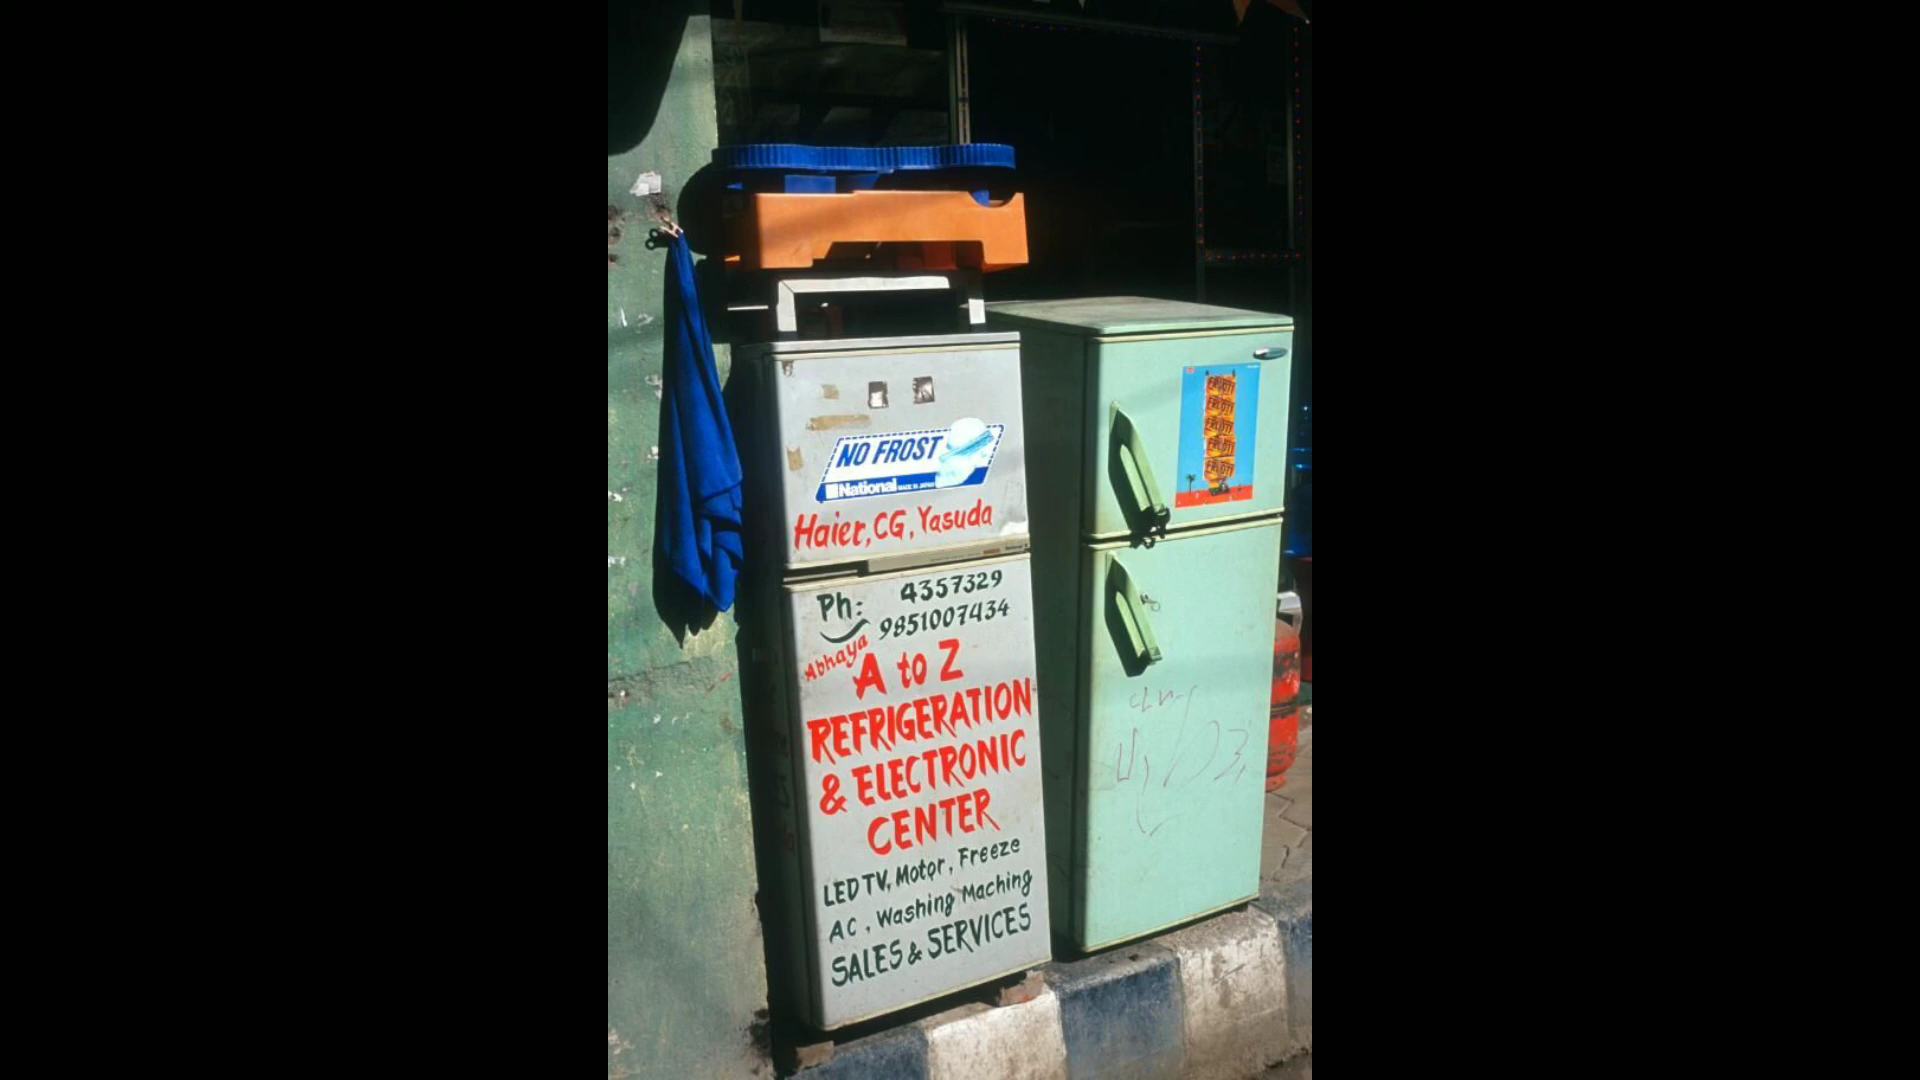 NO FROST
National MADE IN JAPAN
Haier, CG, Yasuda
Ph: 4357329
9851007434
Abhaya
A to Z
REFRIGERATION
& ELECTRONIC
CENTER
LED TV, Motor, Freeze
AC, Washing Maching
SALES & SERVICES